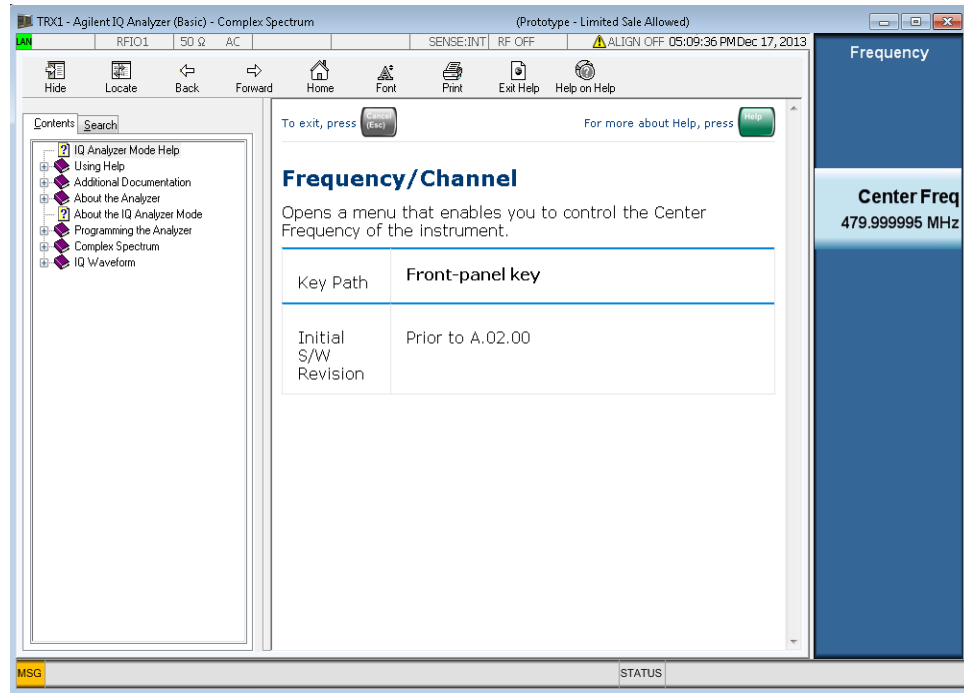 TRX1 - Agilent IQ Analyzer (Basic) - Complex Spectrum (Prototype - Limited Sale Allowed)
LAN RFIO1 50 Ω AC SENSE:INT RF OFF ALIGN OFF 05:09:36 PM Dec 17, 2013
Frequency
Hide Locate Back Forward Home Font Print Exit Help Help on Help
Contents Search
IQ Analyzer Mode Help
Using Help
Additional Documentation
About the Analyzer
About the IQ Analyzer Mode
Programming the Analyzer
Complex Spectrum
IQ Waveform
To exit, press Cancel (Esc) For more about Help, press Help
Frequency/Channel
Opens a menu that enables you to control the Center
Frequency of the instrument.
Key Path Front-panel key
Initial Prior to A.02.00
S/W
Revision
Center Freq
479.999995 MHz
MSG STATUS